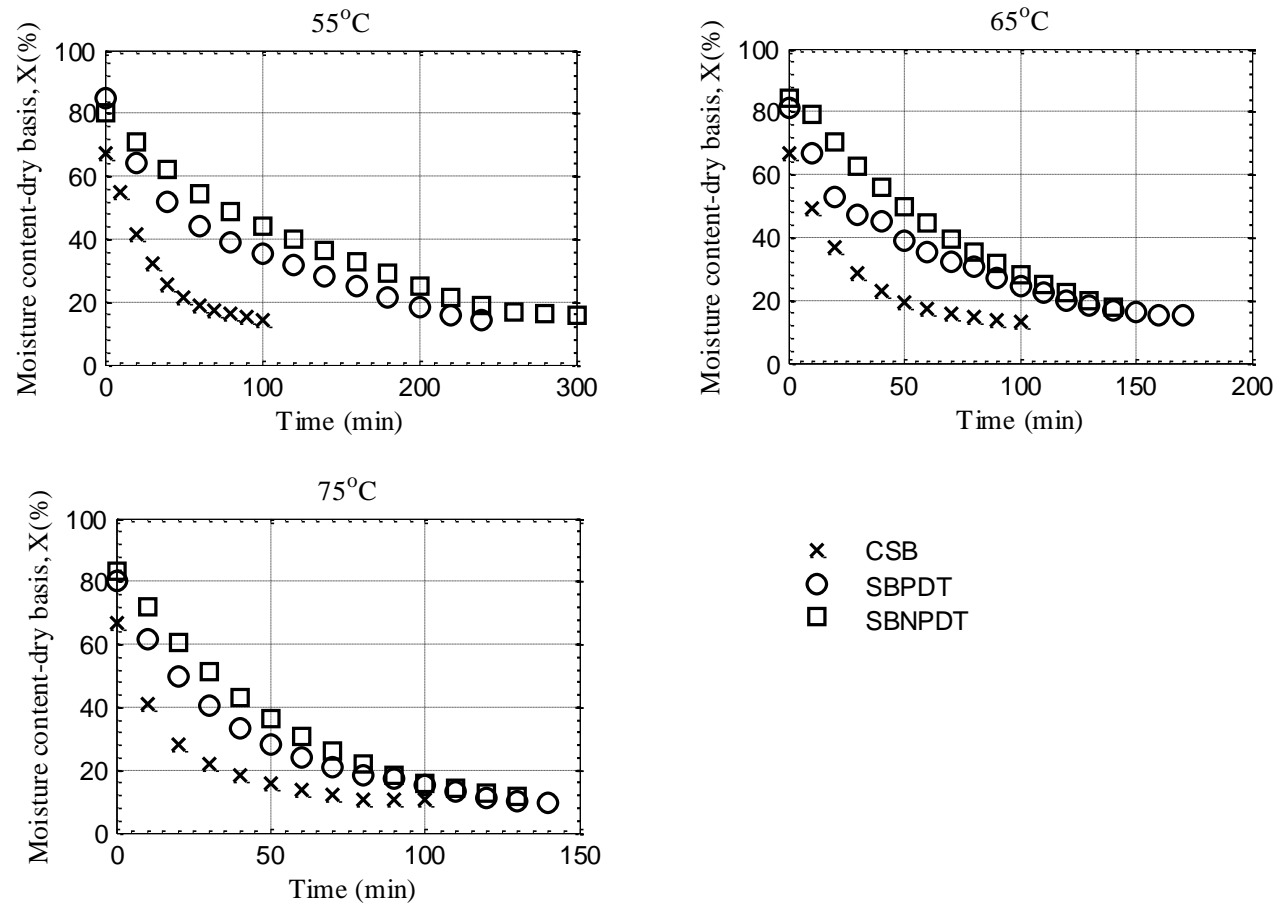 55°C
Moisture content-dry basis, X(%)
100
80
60
40
20
0
0 100 200 300
Time (min)
65°C
Moisture content-dry basis, X(%)
100
80
60
40
20
0
0 50 100 150 200
Time (min)
75°C
Moisture content-dry basis, X(%)
100
80
60
40
20
0
0 50 100 150
Time (min)
CSB
SBPDT
SBNPDT